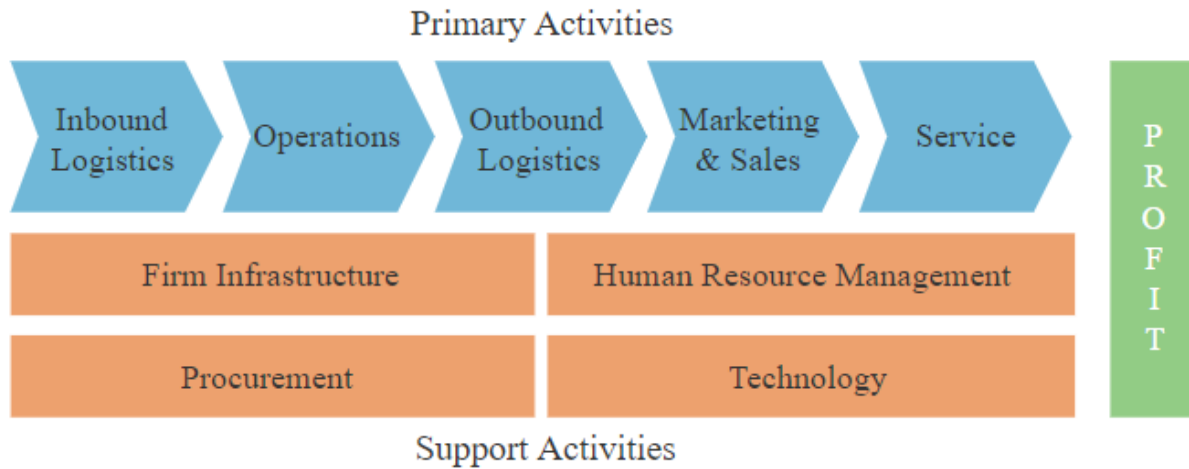 Primary Activities
Inbound
Logistics
Operations
Outbound
Logistics
Marketing
& Sales
Service
Firm Infrastructure
Human Resource Management
Procurement
Technology
Support Activities
PROFIT